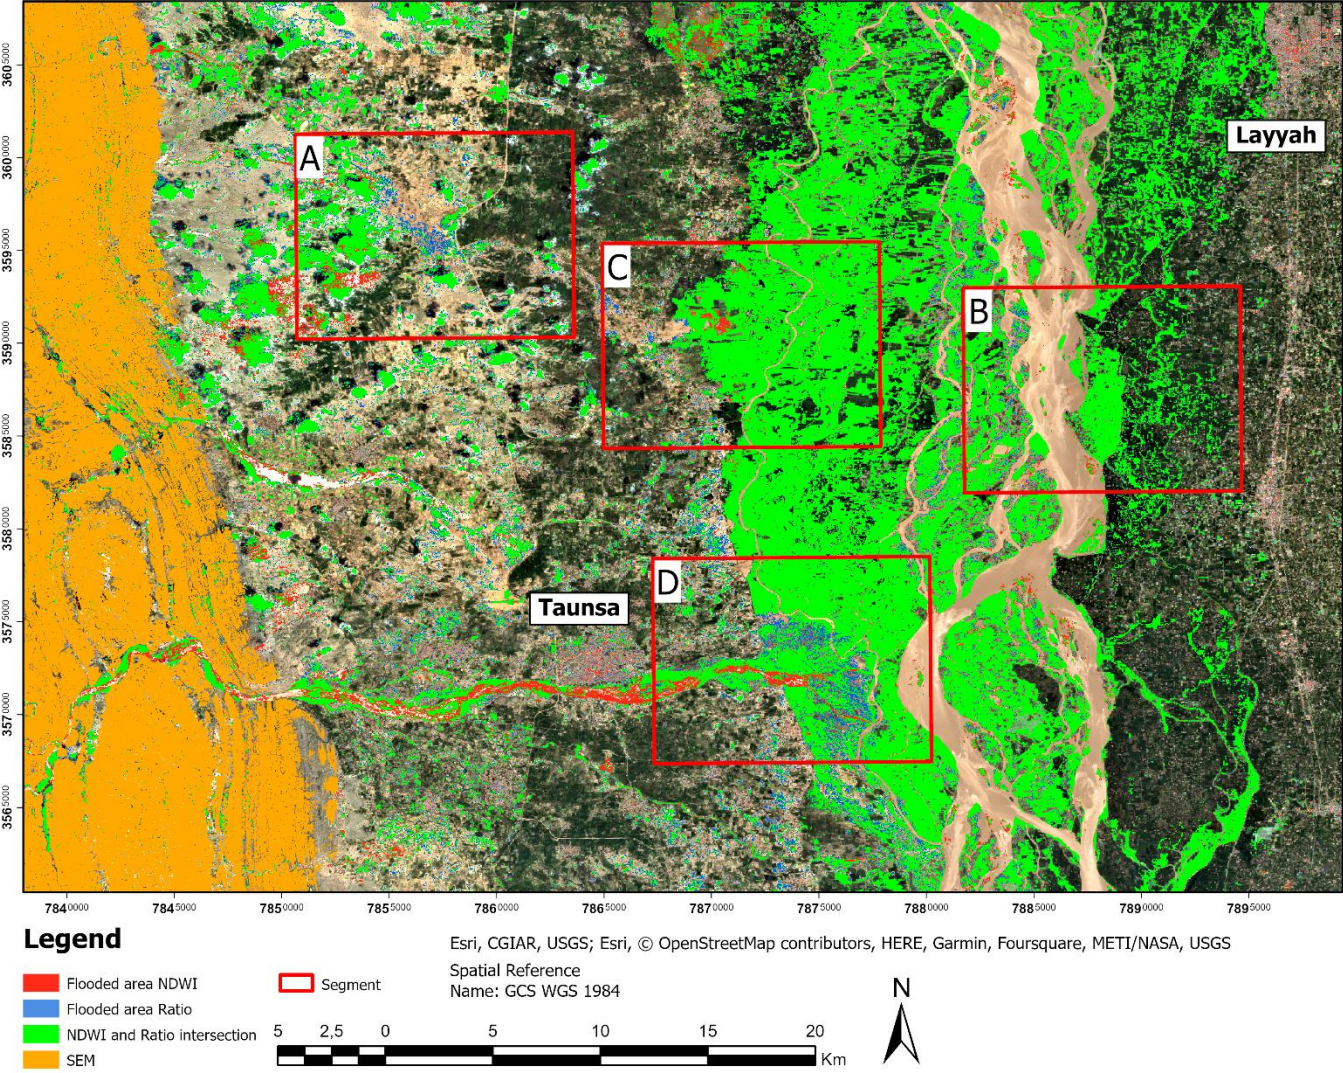 A
Layyah
C
B
D
Taunsa
3605000
3600000
3595000
3590000
3585000
3580000
3575000
3570000
3565000
7840000
7845000
7850000
7855000
7860000
7865000
7870000
7875000
7880000
7885000
7890000
7895000
Legend
Flooded area NDWI
Flooded area Ratio
NDWI and Ratio intersection
SEM
Segment
Esri, CGIAR, USGS; Esri, © OpenStreetMap contributors, HERE, Garmin, Foursquare, METI/NASA, USGS
Spatial Reference
Name: GCS WGS 1984
N
5 2,5 0 5 10 15 20
Km